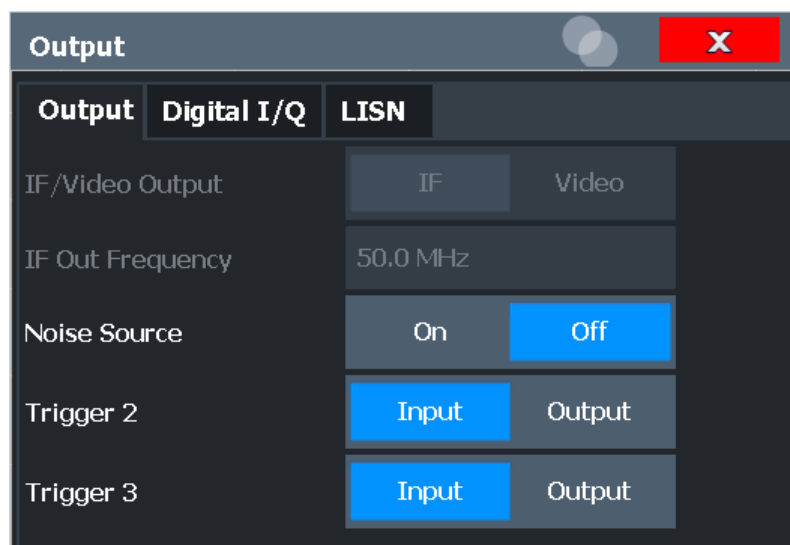 Output
X
Output Digital I/Q LISN
IF/Video Output IF Video
IF Out Frequency 50.0 MHz
Noise Source On Off
Trigger 2 Input Output
Trigger 3 Input Output